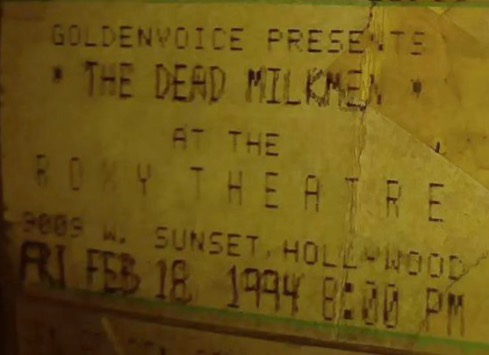 GOLDENVOICE PRESENTS
* THE DEAD MILKMEN *
AT THE
ROXY THEATRE
9009 W. SUNSET, HOLLYWOOD
FRI FEB 18 1994 8:00 PM